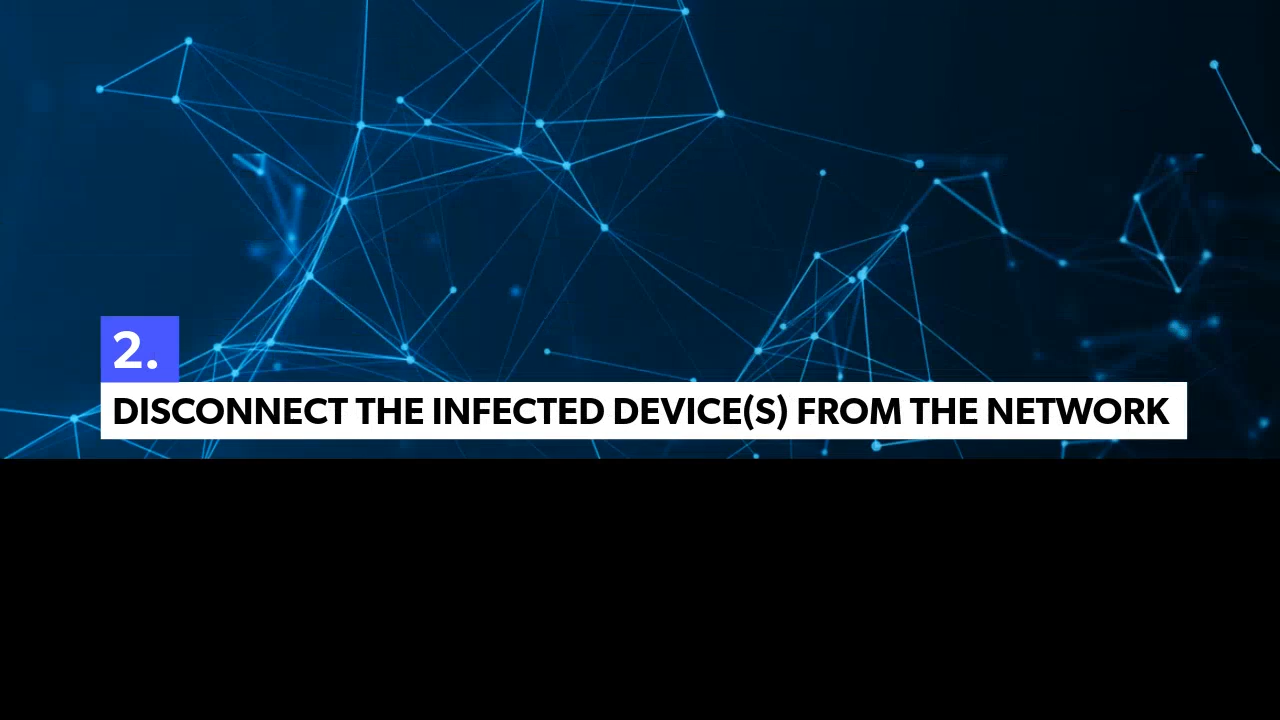 2.
DISCONNECT THE INFECTED DEVICE(S) FROM THE NETWORK